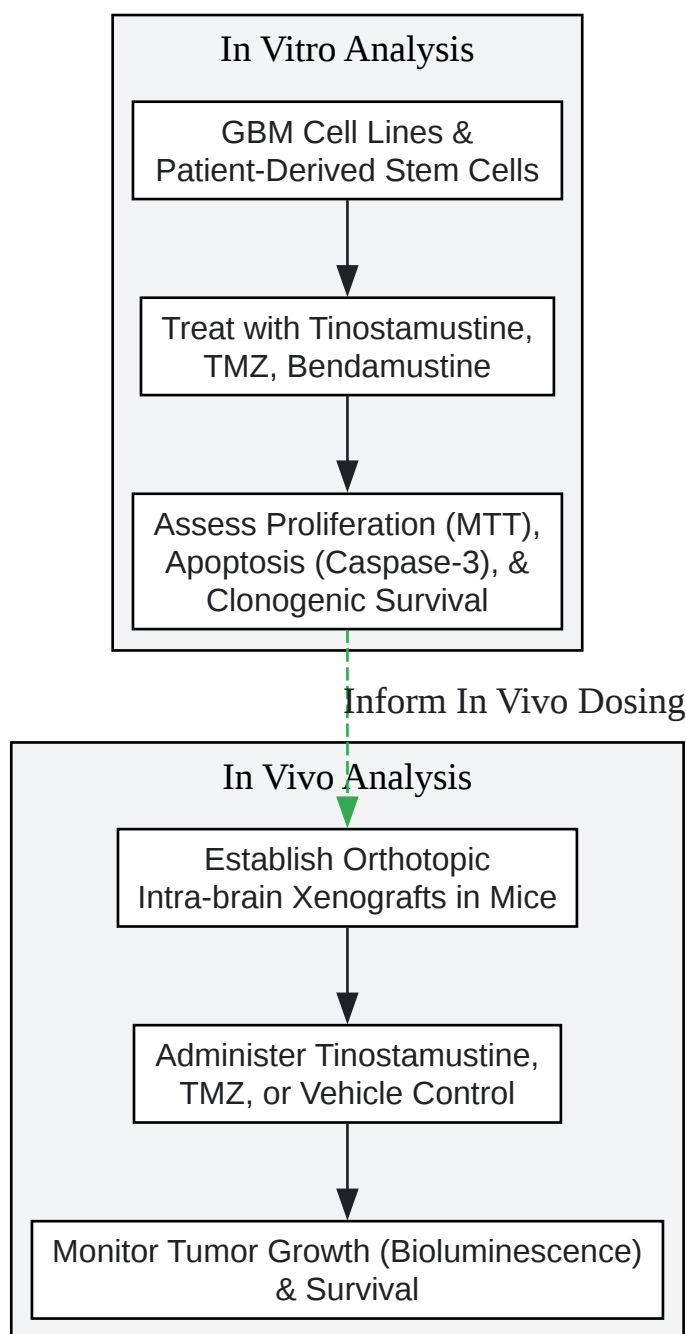 In Vitro Analysis
GBM Cell Lines &
Patient-Derived Stem Cells
Treat with Tinostamustine,
TMZ, Bendamustine
Assess Proliferation (MTT),
Apoptosis (Caspase-3), &
Clonogenic Survival
Inform In Vivo Dosing
In Vivo Analysis
Establish Orthotopic
Intra-brain Xenografts in Mice
Administer Tinostamustine,
TMZ, or Vehicle Control
Monitor Tumor Growth (Bioluminescence)
& Survival